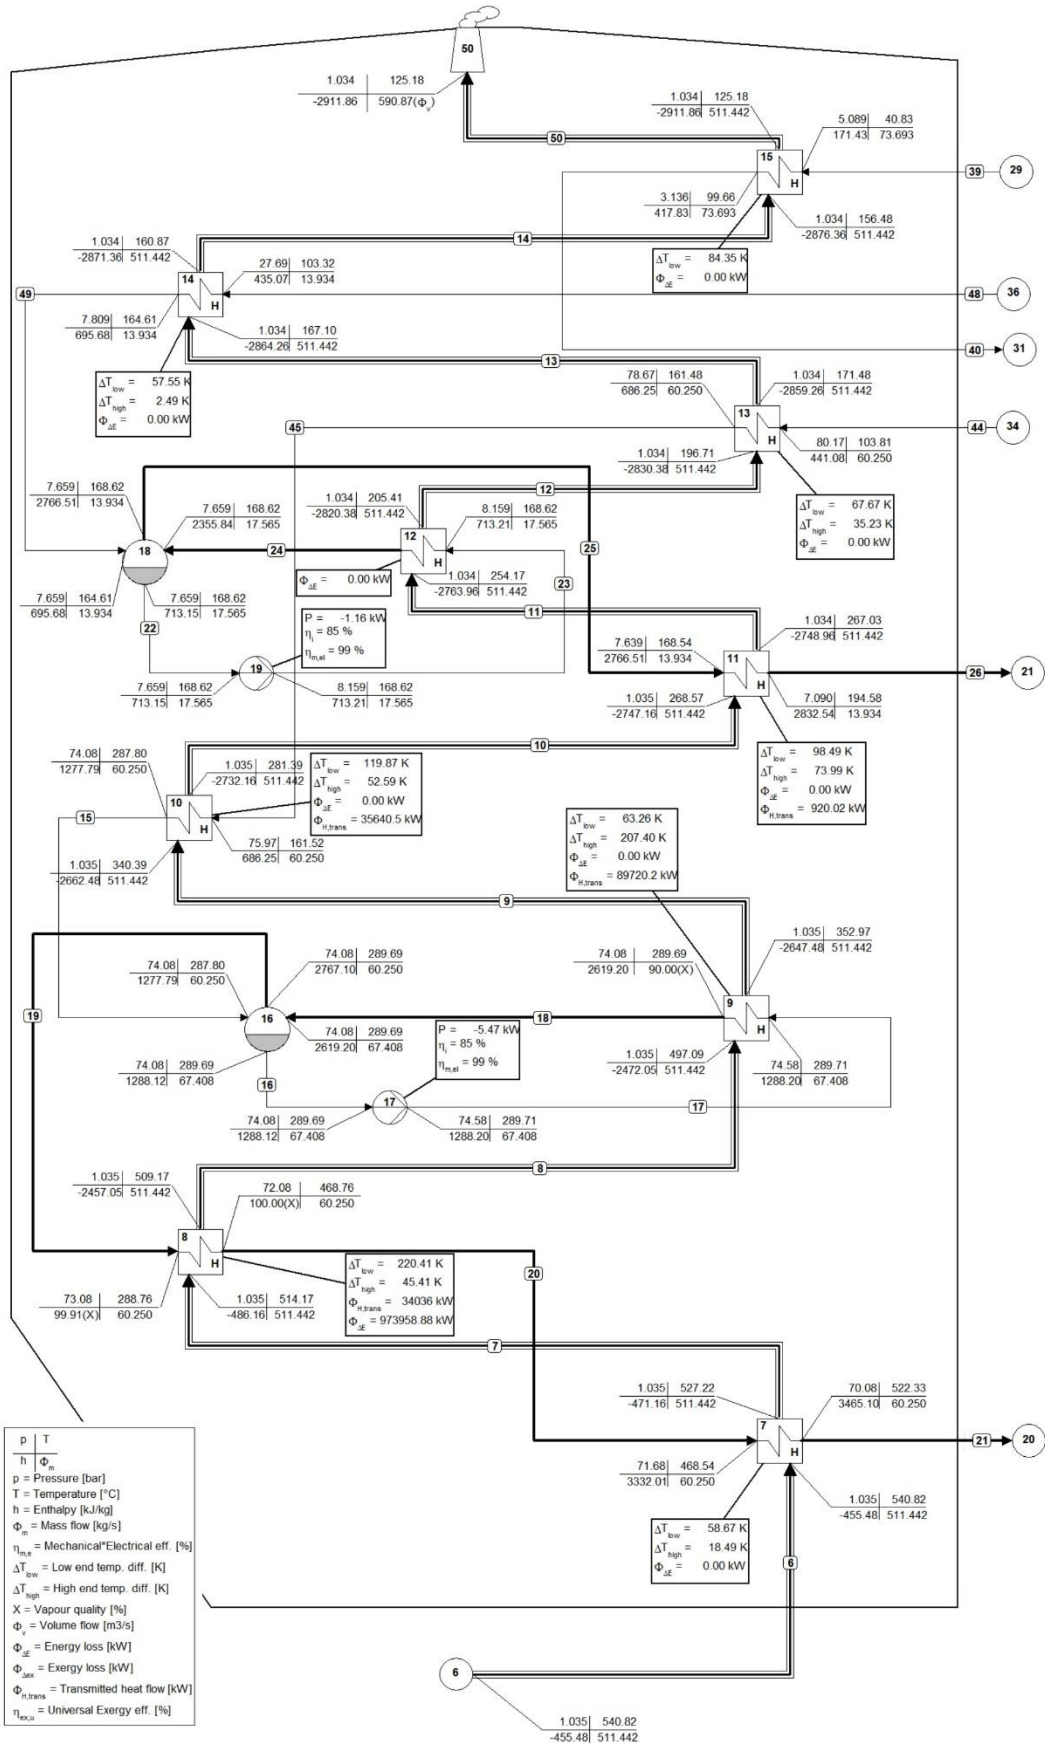 50
1.034 125.18
-2911.86 590.87(Φv)
1.034 125.18
-2911.86 511.442
50
5.089 40.83
171.43 73.693
15
H
39
29
3.136 99.66
417.83 73.693
1.034 156.48
-2876.36 511.442
14
1.034 160.87
-2871.36 511.442
ΔTlow = 84.35 K
ΦΔE = 0.00 kW
27.69 103.32
435.07 13.934
14
H
49
48
36
7.809 164.61
695.68 13.934
1.034 167.10
-2864.26 511.442
40
31
13
ΔTlow = 57.55 K
ΔThigh = 2.49 K
ΦΔE = 0.00 kW
78.67 161.48
686.25 60.250
1.034 171.48
-2859.26 511.442
13
H
45
44
34
80.17 103.81
441.08 60.250
1.034 196.71
-2830.38 511.442
12
7.659 168.62
2766.51 13.934
7.659 168.62
2355.84 17.565
1.034 205.41
-2820.38 511.442
8.159 168.62
713.21 17.565
ΔTlow = 67.67 K
ΔThigh = 35.23 K
ΦΔE = 0.00 kW
18
24
12
H
25
23
ΦΔE = 0.00 kW
1.034 254.17
-2763.96 511.442
7.659 164.61
695.68 13.934
7.659 168.62
713.15 17.565
22
11
P = -1.16 kW
ηi = 85 %
ηm,el = 99 %
1.034 267.03
-2748.96 511.442
7.639 168.54
2766.51 13.934
11
H
19
26
21
7.659 168.62
713.15 17.565
8.159 168.62
713.21 17.565
1.035 268.57
-2747.16 511.442
7.090 194.58
2832.54 13.934
10
74.08 287.80
1277.79 60.250
1.035 281.39
-2732.16 511.442
ΔTlow = 119.87 K
ΔThigh = 52.59 K
ΦΔE = 0.00 kW
ΦH,trans = 35640.5 kW
ΔTlow = 98.49 K
ΔThigh = 73.99 K
ΦΔE = 0.00 kW
ΦH,trans = 920.02 kW
10
H
15
75.97 161.52
686.25 60.250
1.035 340.39
-2662.48 511.442
ΔTlow = 63.26 K
ΔThigh = 207.40 K
ΦΔE = 0.00 kW
ΦH,trans = 89720.2 kW
9
1.035 352.97
-2647.48 511.442
74.08 287.80
1277.79 60.250
74.08 289.69
2767.10 60.250
74.08 289.69
2619.20 90.00(X)
19
16
18
9
H
74.08 289.69
2619.20 67.408
P = -5.47 kW
ηi = 85 %
ηm,el = 99 %
1.035 497.09
-2472.05 511.442
74.58 289.71
1288.20 67.408
74.08 289.69
1288.12 67.408
16
17
17
74.08 289.69
1288.12 67.408
74.58 289.71
1288.20 67.408
8
1.035 509.17
-2457.05 511.442
72.08 468.76
100.00(X) 60.250
8
H
20
73.08 288.76
99.91(X) 60.250
1.035 514.17
-486.16 511.442
ΔTlow = 220.41 K
ΔThigh = 45.41 K
ΦH,trans = 34036 kW
ΦΔE = 973958.88 kW
7
1.035 527.22
-471.16 511.442
70.08 522.33
3465.10 60.250
7
H
21
20
71.68 468.54
3332.01 60.250
1.035 540.82
-455.48 511.442
ΔTlow = 58.67 K
ΔThigh = 18.49 K
ΦΔE = 0.00 kW
6
p T
h Φm
p = Pressure [bar]
T = Temperature [°C]
h = Enthalpy [kJ/kg]
Φm = Mass flow [kg/s]
ηm,e = Mechanical*Electrical eff. [%]
ΔTlow = Low end temp. diff. [K]
ΔThigh = High end temp. diff. [K]
X = Vapour quality [%]
Φv = Volume flow [m3/s]
ΦΔE = Energy loss [kW]
ΦΔex = Exergy loss [kW]
ΦH,trans = Transmitted heat flow [kW]
ηex,u = Universal Exergy eff. [%]
6
1.035 540.82
-455.48 511.442